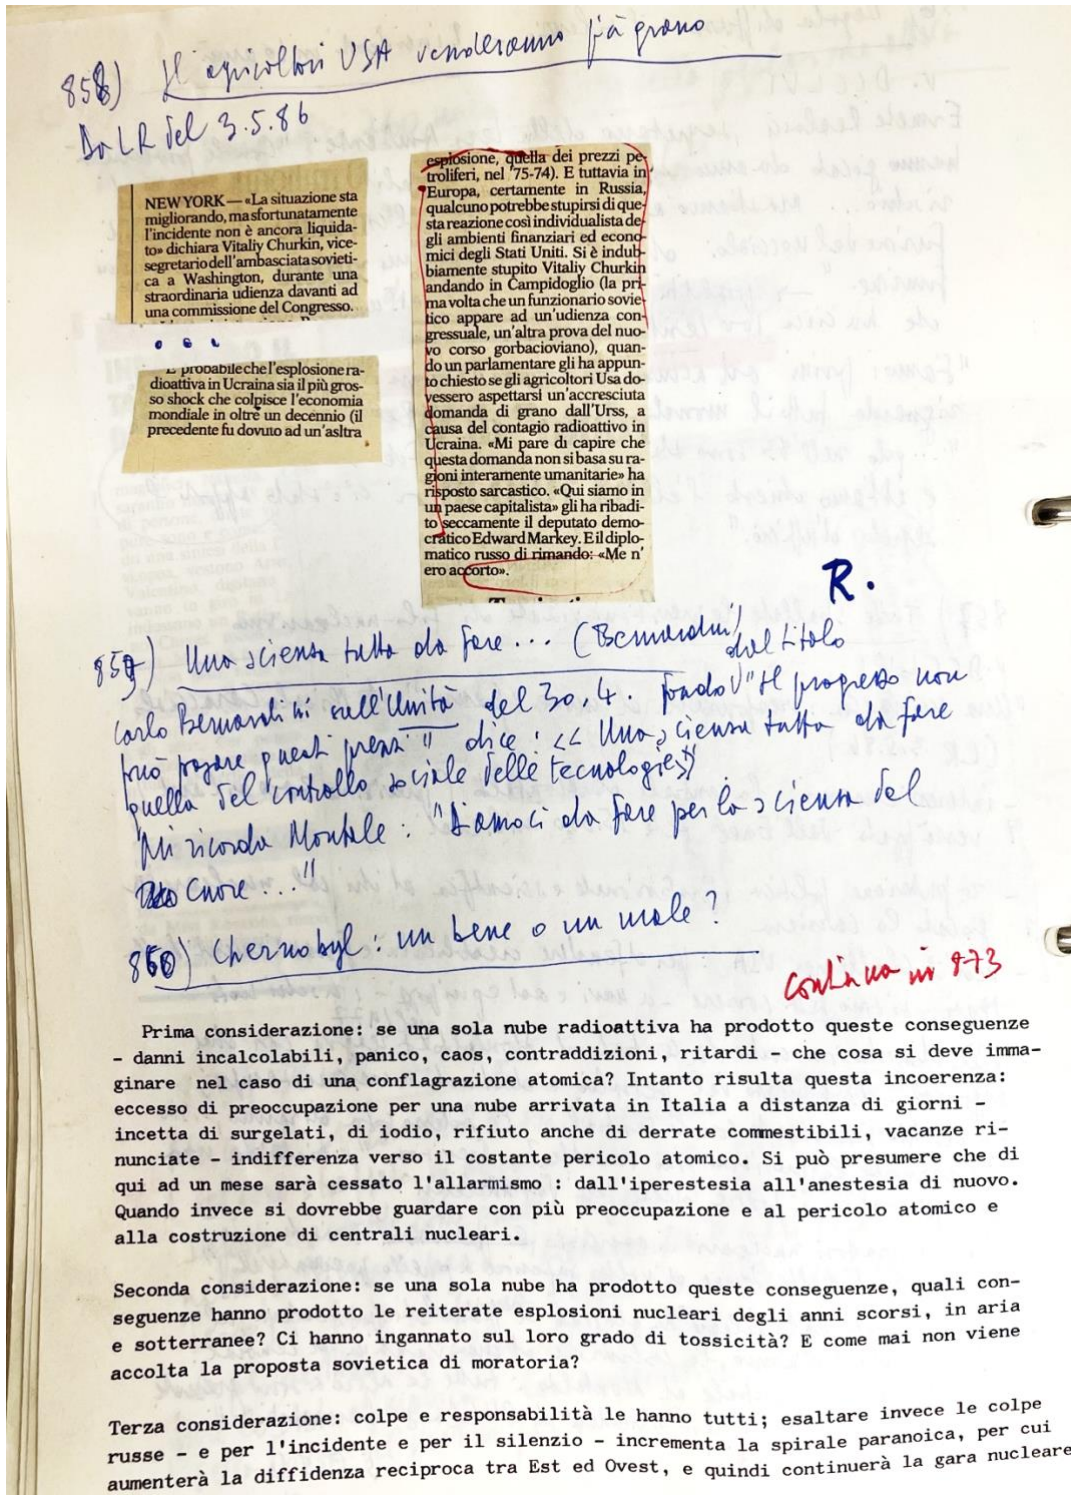 858) Gl agricoltori USA venderanno più grano
Da LR del 3.5.86
NEW YORK — «La situazione sta
migliorando, ma sfortunatamente
l'incidente non è ancora liquida-
to» dichiara Vitaliy Churkin, vice-
segretario dell'ambasciata sovieti-
ca a Washington, durante una
straordinaria udienza davanti ad
una commissione del Congresso.
. . .
È probabile che l'esplosione ra-
dioattiva in Ucraina sia il più gros-
so shock che colpisce l'economia
mondiale in oltre un decennio (il
precedente fu dovuto ad un'asltra
esplosione, quella dei prezzi pe-
troliferi, nel '75-74). E tuttavia in
Europa, certamente in Russia,
qualcuno potrebbe stupirsi di que-
sta reazione così individualista de-
gli ambienti finanziari ed econo-
mici degli Stati Uniti. Si è indub-
biamente stupito Vitaliy Churkin
andando in Campidoglio (la pri-
ma volta che un funzionario sovie-
tico appare ad un'udienza con-
gressuale, un'altra prova del nuo-
vo corso gorbacioviano), quan-
do un parlamentare gli ha appun-
to chiesto se gli agricoltori Usa do-
vessero aspettarsi un'accresciuta
domanda di grano dall'Urss, a
causa del contagio radioattivo in
Ucraina. «Mi pare di capire che
questa domanda non si basa su ra-
gioni interamente umanitarie» ha
risposto sarcastico. «Qui siamo in
un paese capitalista» gli ha ribadi-
to seccamente il deputato demo-
cratico Edward Markey. E il diplo-
matico russo di rimando: «Me n'
ero accorto».
R.
859) Una scienza tutta da fare... (Bernardini)
Carlo Bernardini sull'Unità del 30.4. fondo dal titolo "Il progresso non
può pagare questi prezzi" dice: << Una scienza tutta da fare
quella del controllo sociale delle tecnologie>>
Mi ricorda Montale: "Diamoci da fare per la scienza del
Cuore..."
860) Chernobyl: un bene o un male?
continua in 873
Prima considerazione: se una sola nube radioattiva ha prodotto queste conseguenze
- danni incalcolabili, panico, caos, contraddizioni, ritardi - che cosa si deve imma-
ginare nel caso di una conflagrazione atomica? Intanto risulta questa incoerenza:
eccesso di preoccupazione per una nube arrivata in Italia a distanza di giorni -
incetta di surgelati, di iodio, rifiuto anche di derrate commestibili, vacanze ri-
nunciate - indifferenza verso il costante pericolo atomico. Si può presumere che di
qui ad un mese sarà cessato l'allarmismo : dall'iperestesia all'anestesia di nuovo.
Quando invece si dovrebbe guardare con più preoccupazione e al pericolo atomico e
alla costruzione di centrali nucleari.
Seconda considerazione: se una sola nube ha prodotto queste conseguenze, quali con-
seguenze hanno prodotto le reiterate esplosioni nucleari degli anni scorsi, in aria
e sotterranee? Ci hanno ingannato sul loro grado di tossicità? E come mai non viene
accolta la proposta sovietica di moratoria?
Terza considerazione: colpe e responsabilità le hanno tutti; esaltare invece le colpe
russe - e per l'incidente e per il silenzio - incrementa la spirale paranoica, per cui
aumenterà la diffidenza reciproca tra Est ed Ovest, e quindi continuerà la gara nucleare